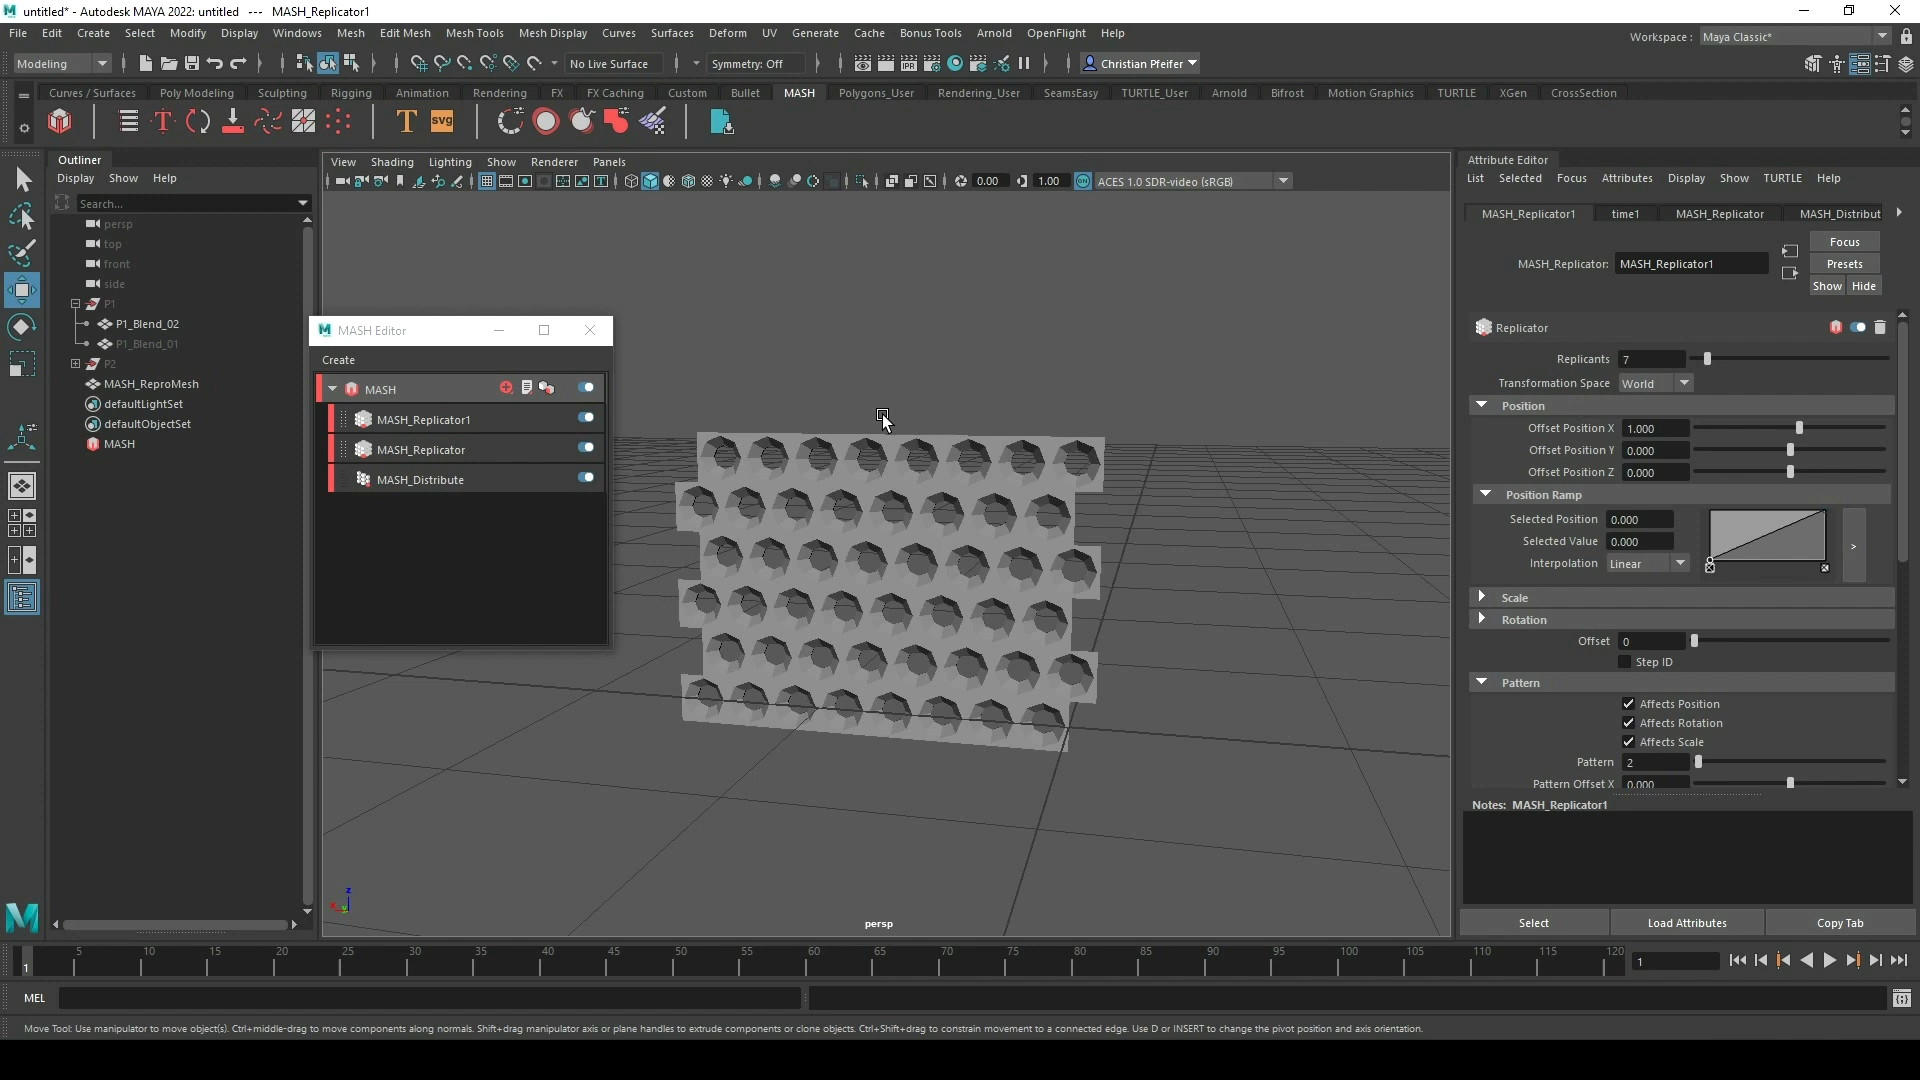 untitled* - Autodesk MAYA 2022: untitled --- MASH_Replicator1
File Edit Create Select Modify Display Windows Mesh Edit Mesh Mesh Tools Mesh Display Curves Surfaces Deform UV Generate Cache Bonus Tools Arnold OpenFlight Help
Workspace : Maya Classic*
Modeling No Live Surface Symmetry: Off Christian Pfeifer
Curves / Surfaces Poly Modeling Sculpting Rigging Animation Rendering FX FX Caching Custom Bullet MASH Polygons_User Rendering_User SeamsEasy TURTLE_User Arnold Bifrost Motion Graphics TURTLE XGen CrossSection
T svg
Outliner
Display Show Help
Search...
persp
top
front
side
P1
P1_Blend_02
P1_Blend_01
P2
MASH_ReproMesh
defaultLightSet
defaultObjectSet
MASH
View Shading Lighting Show Renderer Panels
0.00 1.00 ON ACES 1.0 SDR-video (sRGB)
MASH Editor
Create
MASH
MASH_Replicator1
MASH_Replicator
MASH_Distribute
z
x
y
persp
Attribute Editor
List Selected Focus Attributes Display Show TURTLE Help
MASH_Replicator1 time1 MASH_Replicator MASH_Distribut
MASH_Replicator: MASH_Replicator1
Focus
Presets
Show Hide
Replicator
Replicants 7
Transformation Space World
Position
Offset Position X 1.000
Offset Position Y 0.000
Offset Position Z 0.000
Position Ramp
Selected Position 0.000
Selected Value 0.000
Interpolation Linear
>
Scale
Rotation
Offset 0
Step ID
Pattern
Affects Position
Affects Rotation
Affects Scale
Pattern 2
Pattern Offset X 0.000
Notes: MASH_Replicator1
Select Load Attributes Copy Tab
1 5 10 15 20 25 30 35 40 45 50 55 60 65 70 75 80 85 90 95 100 105 110 115 120 1
MEL
Move Tool: Use manipulator to move object(s). Ctrl+middle-drag to move components along normals. Shift+drag manipulator axis or plane handles to extrude components or clone objects. Ctrl+Shift+drag to constrain movement to a connected edge. Use D or INSERT to change the pivot position and axis orientation.